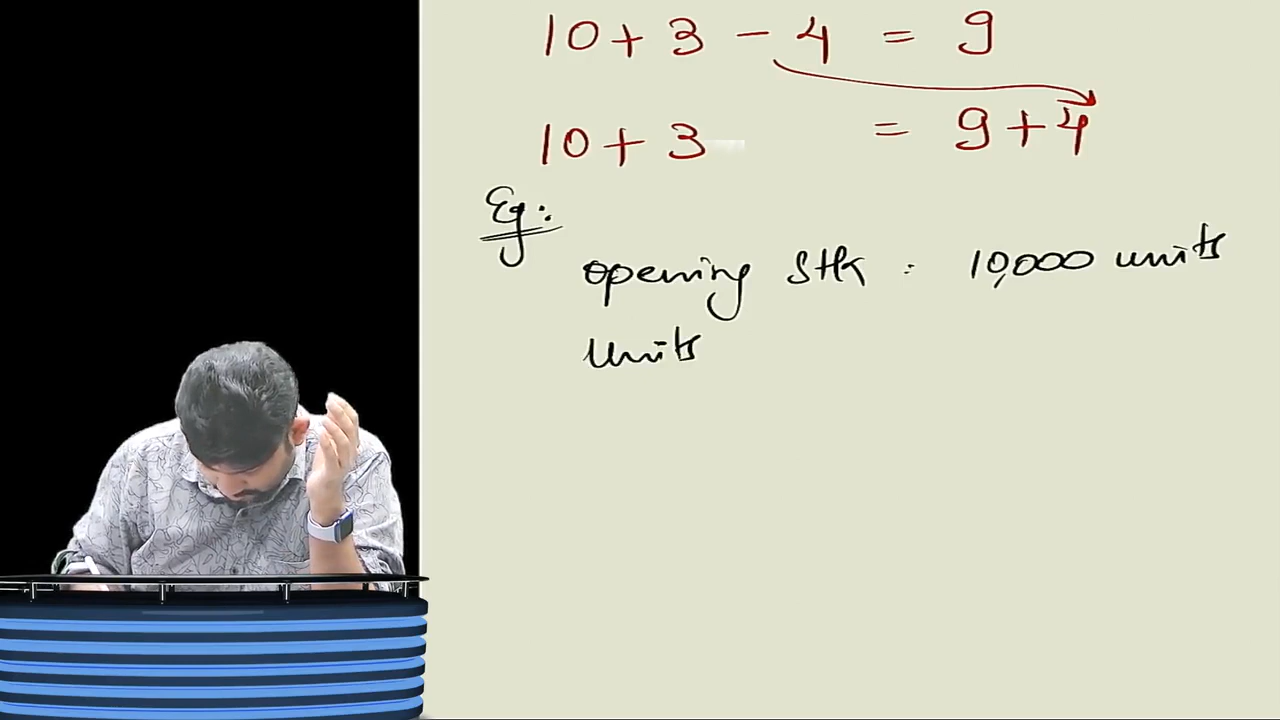 10 + 3 - 4 = 9
10 + 3 = 9 + 4
Eg:
opening Stk : 10,000 units
units